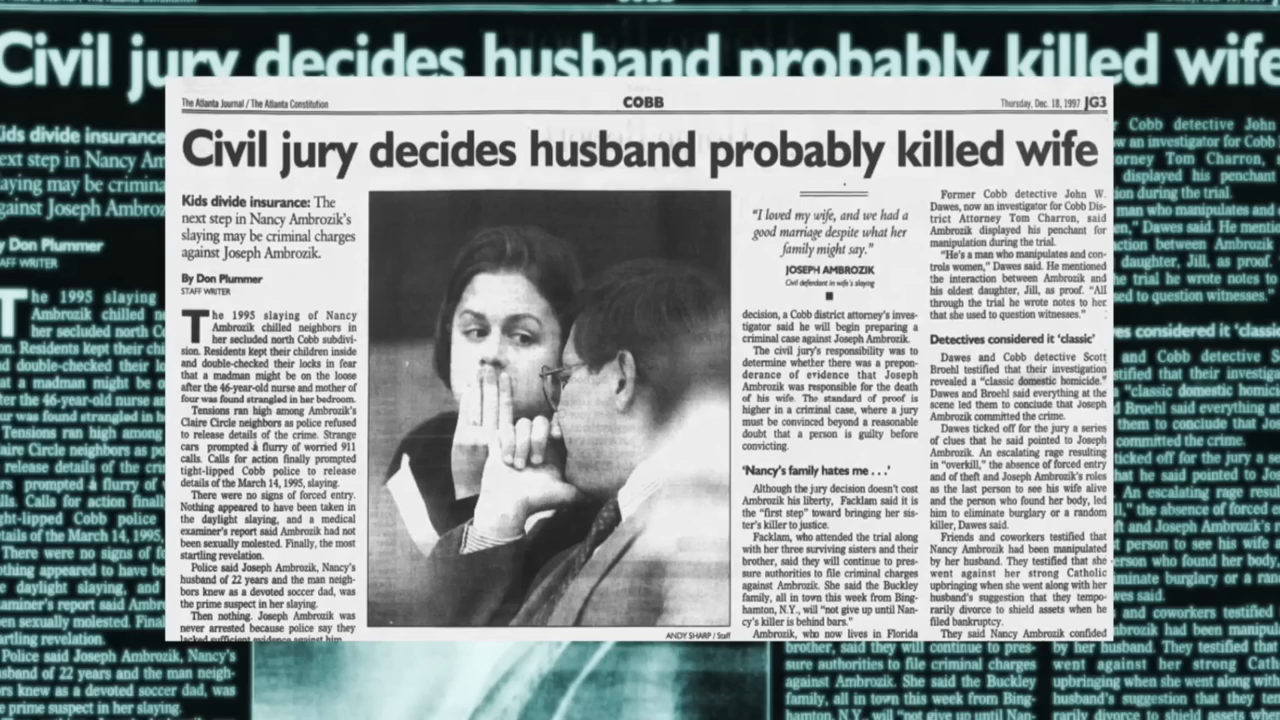 Civil jury decides husband probably killed wife
The Atlanta Journal / The Atlanta Constitution
COBB
Thursday, Dec. 18, 1997 JG3
Civil jury decides husband probably killed wife
Kids divide insurance: The
next step in Nancy Ambrozik's
slaying may be criminal charges
against Joseph Ambrozik.
By Don Plummer
STAFF WRITER
The 1995 slaying of Nancy
Ambrozik chilled neighbors in
her secluded north Cobb subdivi-
sion. Residents kept their children inside
and double-checked their locks in fear
that a madman might be on the loose
after the 46-year-old nurse and mother of
four was found strangled in her bedroom.
Tensions ran high among Ambrozik's
Claire Circle neighbors as police refused
to release details of the crime. Strange
cars prompted a flurry of worried 911
calls. Calls for action finally prompted
tight-lipped Cobb police to release
details of the March 14, 1995, slaying.
There were no signs of forced entry.
Nothing appeared to have been taken in
the daylight slaying, and a medical
examiner's report said Ambrozik had not
been sexually molested. Finally, the most
startling revelation.
Police said Joseph Ambrozik, Nancy's
husband of 22 years and the man neigh-
bors knew as a devoted soccer dad, was
the prime suspect in her slaying.
Then nothing. Joseph Ambrozik was
never arrested because police say they
lacked sufficient evidence against him.
ANDY SHARP / Staff
"I loved my wife, and we had a
good marriage despite what her
family might say."
JOSEPH AMBROZIK
Civil defendant in wife's slaying
decision, a Cobb district attorney's inves-
tigator said he will begin preparing a
criminal case against Joseph Ambrozik.
The civil jury's responsibility was to
determine whether there was a prepon-
derance of evidence that Joseph
Ambrozik was responsible for the death
of his wife. The standard of proof is
higher in a criminal case, where a jury
must be convinced beyond a reasonable
doubt that a person is guilty before
convicting.
'Nancy's family hates me . . .'
Although the jury decision doesn't cost
Ambrozik his liberty, Facklam said it is
the "first step" toward bringing her sis-
ter's killer to justice.
Facklam, who attended the trial along
with her three surviving sisters and their
brother, said they will continue to pres-
sure authorities to file criminal charges
against Ambrozik. She said the Buckley
family, all in town this week from Bing-
hamton, N.Y., will "not give up until Nan-
cy's killer is behind bars."
Ambrozik, who now lives in Florida
Former Cobb detective John W.
Dawes, now an investigator for Cobb Dis-
trict Attorney Tom Charron, said
Ambrozik displayed his penchant for
manipulation during the trial.
"He's a man who manipulates and con-
trols women," Dawes said. He mentioned
the interaction between Ambrozik and
his oldest daughter, Jill, as proof. "All
through the trial he wrote notes to her
that she used to question witnesses."
Detectives considered it 'classic'
Dawes and Cobb detective Scott
Broehl testified that their investigation
revealed a "classic domestic homicide."
Dawes and Broehl said everything at the
scene led them to conclude that Joseph
Ambrozik committed the crime.
Dawes ticked off for the jury a series
of clues that he said pointed to Joseph
Ambrozik. An escalating rage resulting
in "overkill," the absence of forced entry
and of theft and Joseph Ambrozik's roles
as the last person to see his wife alive
and the person who found her body, led
him to eliminate burglary or a random
killer, Dawes said.
Friends and coworkers testified that
Nancy Ambrozik had been manipulated
by her husband. They testified that she
went against her strong Catholic
upbringing when she went along with her
husband's suggestion that they tempo-
rarily divorce to shield assets when he
filed bankruptcy.
They said Nancy Ambrozik confided